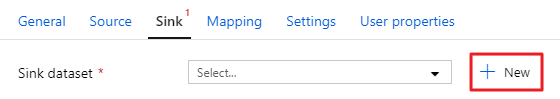 General Source Sink 1 Mapping Settings User properties
Sink dataset * Select... + New